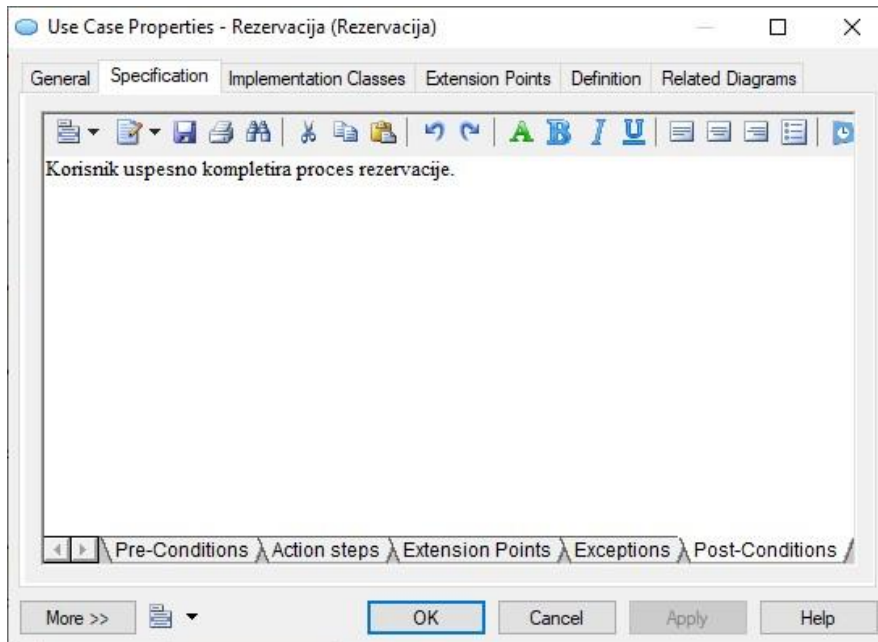 Use Case Properties - Rezervacija (Rezervacija)
General Specification Implementation Classes Extension Points Definition Related Diagrams
A B I U
Korisnik uspesno kompletira proces rezervacije.
Pre-Conditions Action steps Extension Points Exceptions Post-Conditions
More >> OK Cancel Apply Help